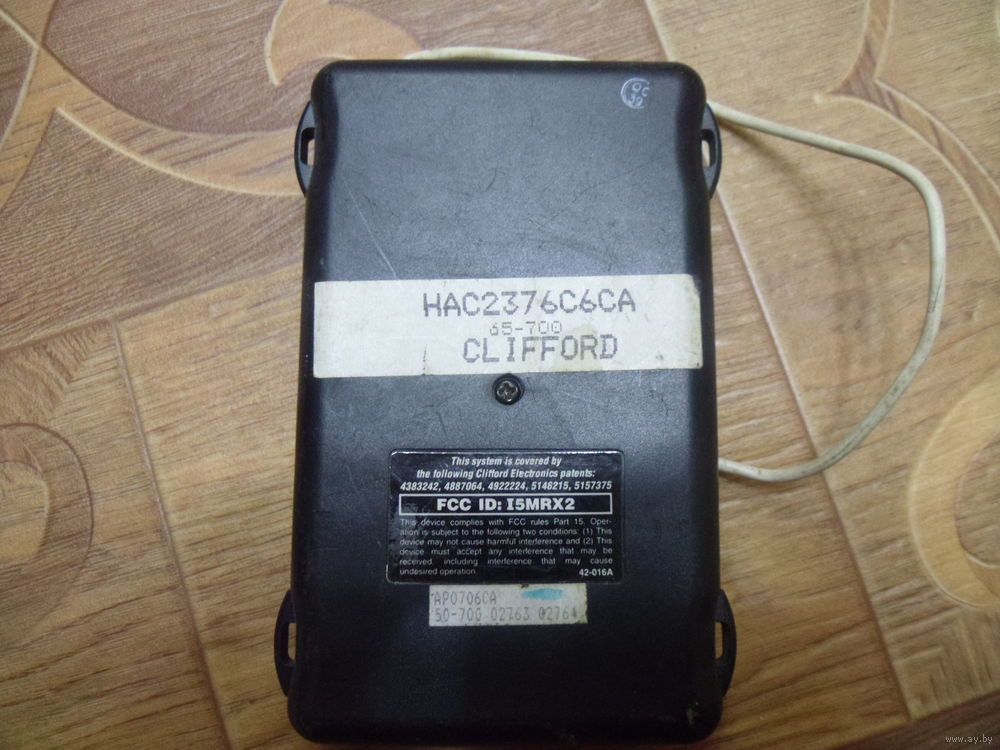 QC
HAC2376C6CA
65-700
CLIFFORD
This system is covered by
the following Clifford Electronics patents:
4383242, 4887064, 4922224, 5146215, 5157375
FCC ID: I5MRX2
This device complies with FCC rules Part 15. Oper-
ation is subject to the following two conditions: (1) This
device may not cause harmful interference and (2) This
device must accept any interference that may be
received, including interference that may cause
undesired operation.
42-016A
AP0706CA
50-700 02763 02764
www.ay.by